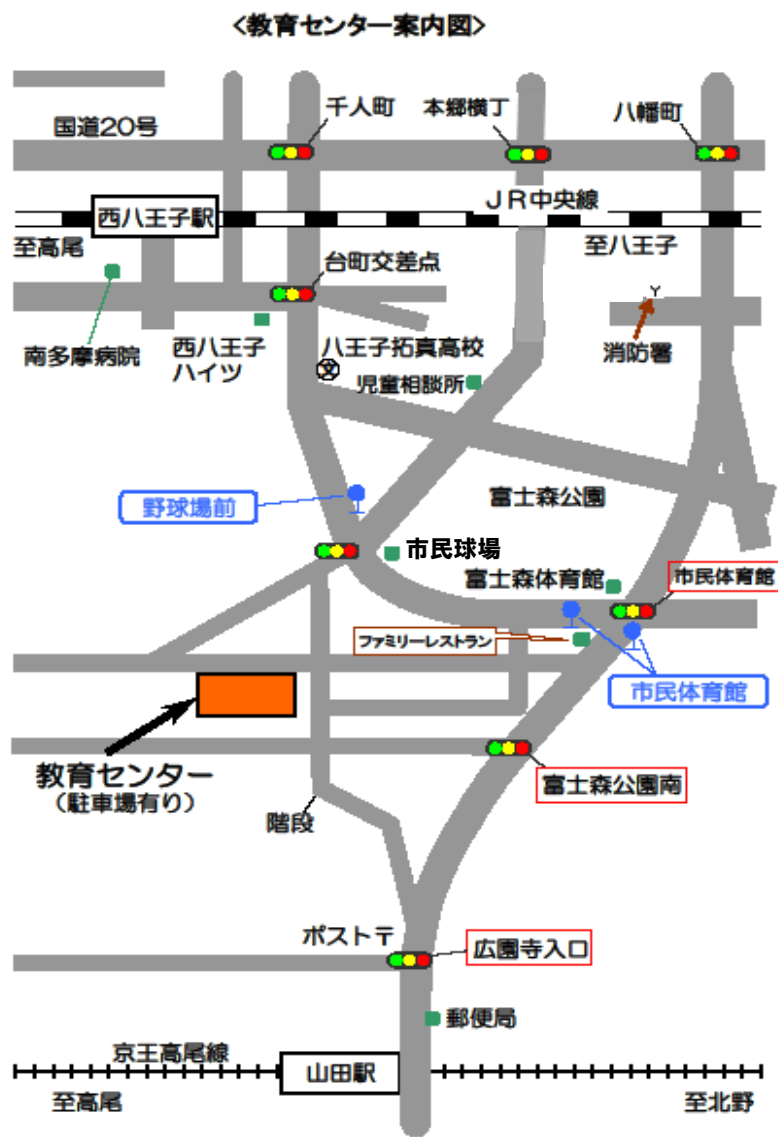 <教育センター案内図>
千人町
本郷横丁
八幡町
国道20号
JR中央線
西八王子駅
至高尾
至八王子
台町交差点
南多摩病院
西八王子
ハイツ
八王子拓真高校
文
児童相談所
Y
消防署
野球場前
富士森公園
市民球場
富士森体育館
市民体育館
ファミリーレストラン
市民体育館
教育センター
(駐車場有り)
富士森公園南
階段
ポスト〒
広園寺入口
郵便局
京王高尾線
山田駅
至高尾
至北野